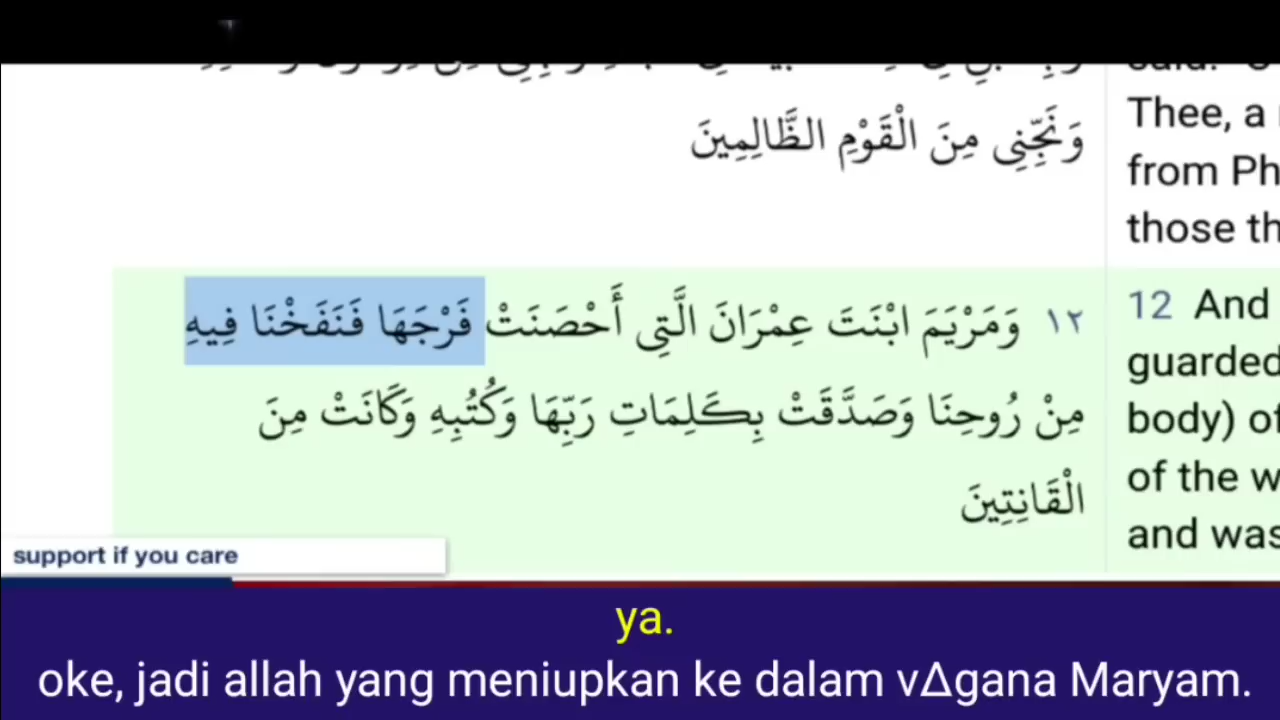 Thee, a
from Ph
those th
وَنَجِّنِى مِنَ الْقَوْمِ الظَّالِمِينَ
١٢ وَمَرْيَمَ ابْنَتَ عِمْرَانَ الَّتِى أَحْصَنَتْ فَرْجَهَا فَنَفَخْنَا فِيهِ
مِنْ رُوحِنَا وَصَدَّقَتْ بِكَلِمَاتِ رَبِّهَا وَكُتُبِهِ وَكَانَتْ مِنَ
الْقَانِتِينَ
12 And
guarded
body) of
of the w
and was
support if you care
ya.
oke, jadi allah yang meniupkan ke dalam v∆gana Maryam.